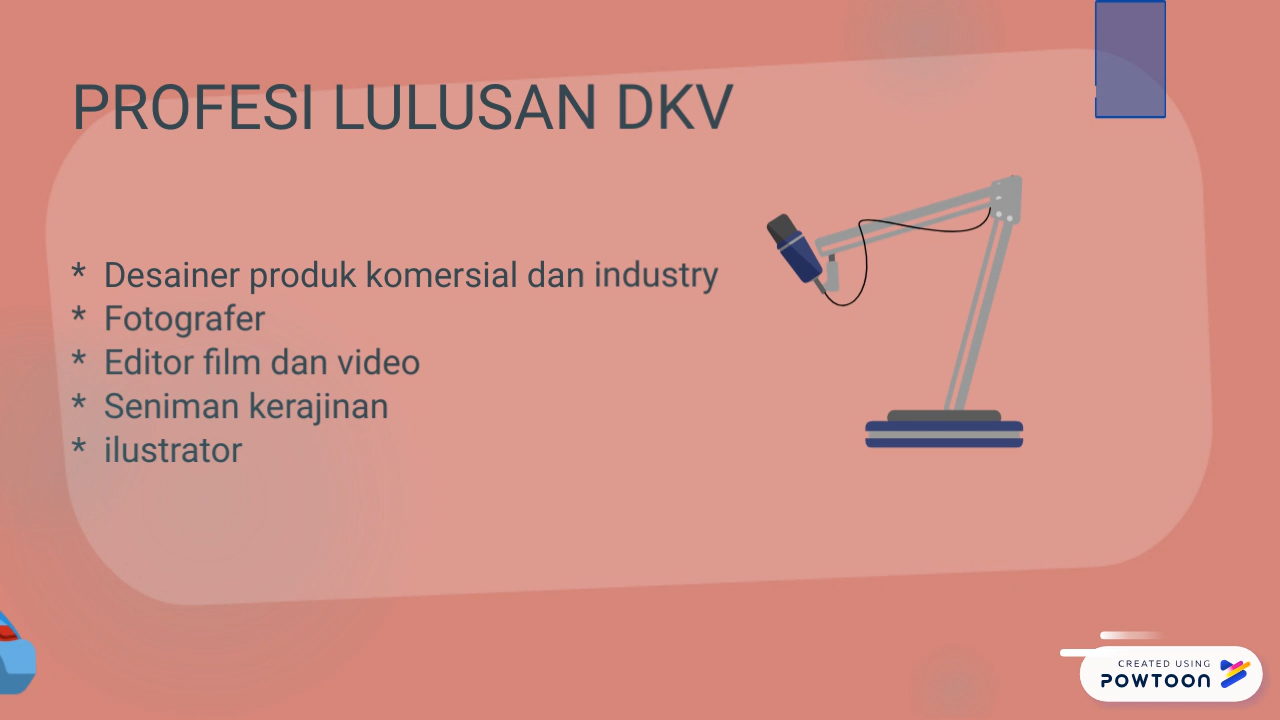 PROFESI LULUSAN DKV
* Desainer produk komersial dan industry
* Fotografer
* Editor film dan video
* Seniman kerajinan
* ilustrator
CREATED USING
POWTOON